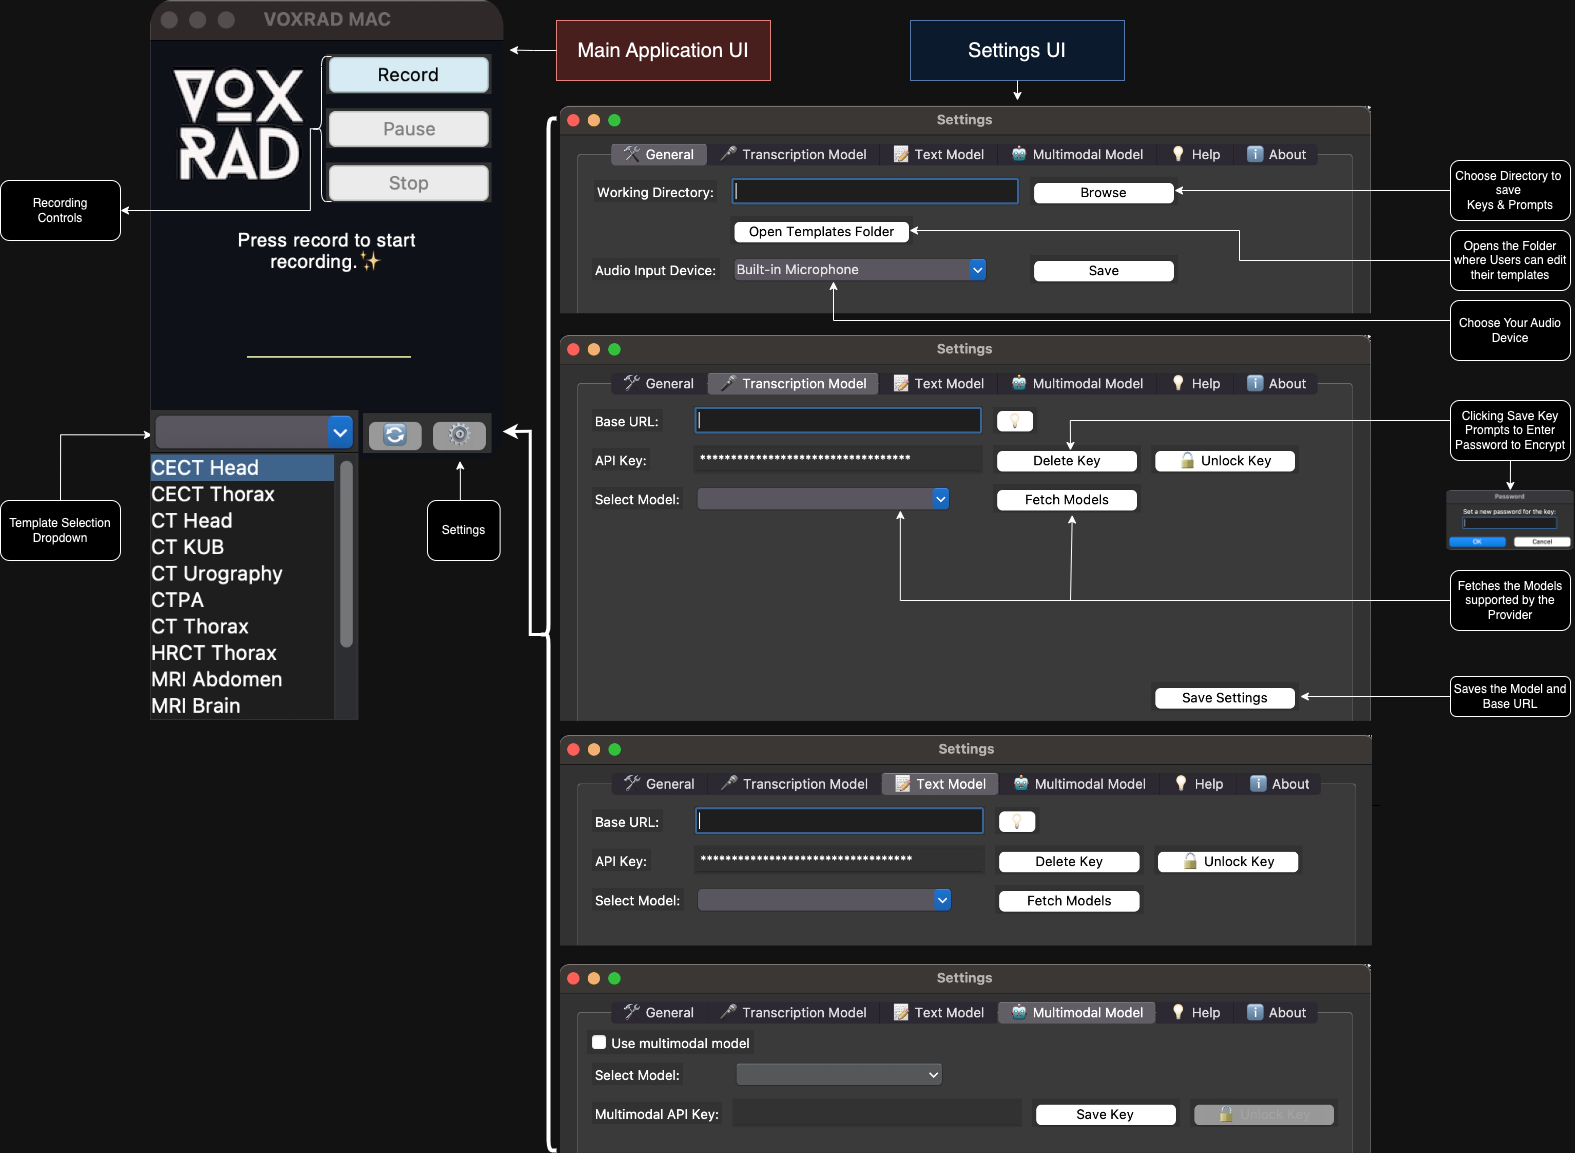 VOXRAD MAC
VOX
RAD
Record
Pause
Stop
Press record to start
recording.✨
Recording
Controls
CECT Head
CECT Thorax
CT Head
CT KUB
CT Urography
CTPA
CT Thorax
HRCT Thorax
MRI Abdomen
MRI Brain
Template Selection
Dropdown
Settings
Main Application UI
Settings UI
Settings
General
Transcription Model
Text Model
Multimodal Model
Help
About
Working Directory:
Browse
Open Templates Folder
Audio Input Device:
Built-in Microphone
Save
Choose Directory to
save
Keys & Prompts
Opens the Folder
where Users can edit
their templates
Choose Your Audio
Device
Settings
General
Transcription Model
Text Model
Multimodal Model
Help
About
Base URL:
API Key:
**********************************
Delete Key
Unlock Key
Select Model:
Fetch Models
Save Settings
Clicking Save Key
Prompts to Enter
Password to Encrypt
Password
Set a new password for the key:
OK
Cancel
Fetches the Models
supported by the
Provider
Saves the Model and
Base URL
Settings
General
Transcription Model
Text Model
Multimodal Model
Help
About
Base URL:
API Key:
**********************************
Delete Key
Unlock Key
Select Model:
Fetch Models
Settings
General
Transcription Model
Text Model
Multimodal Model
Help
About
Use multimodal model
Select Model:
Multimodal API Key:
Save Key
Unlock Key